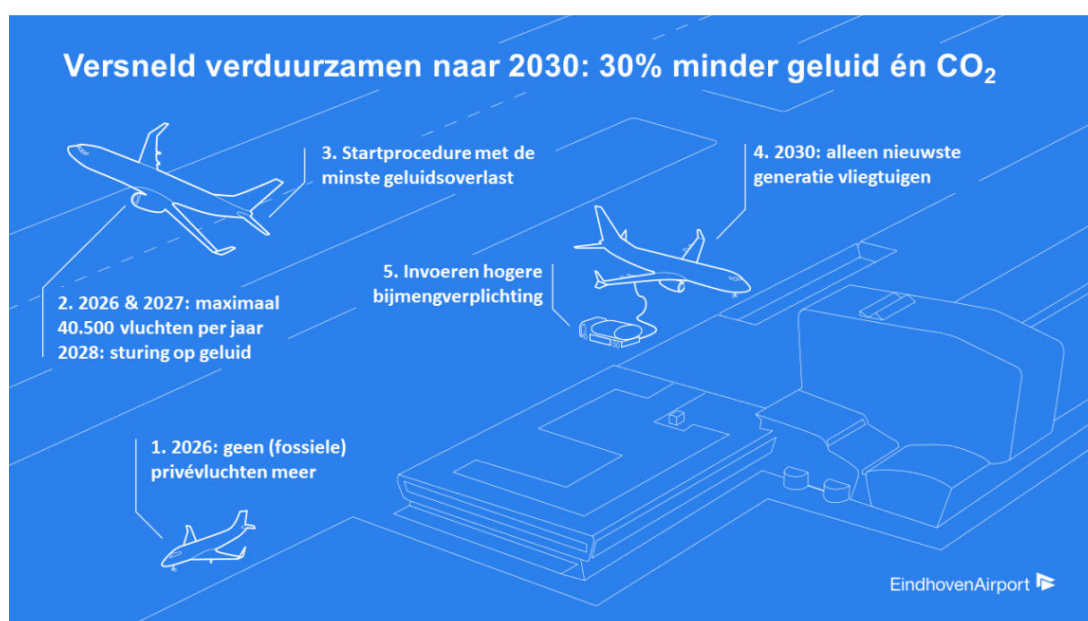 Versneld verduurzamen naar 2030: 30% minder geluid én CO₂
3. Startprocedure met de
minste geluidsoverlast
4. 2030: alleen nieuwste
generatie vliegtuigen
5. Invoeren hogere
bijmengverplichting
2. 2026 & 2027: maximaal
40.500 vluchten per jaar
2028: sturing op geluid
1. 2026: geen (fossiele)
privévluchten meer
EindhovenAirport